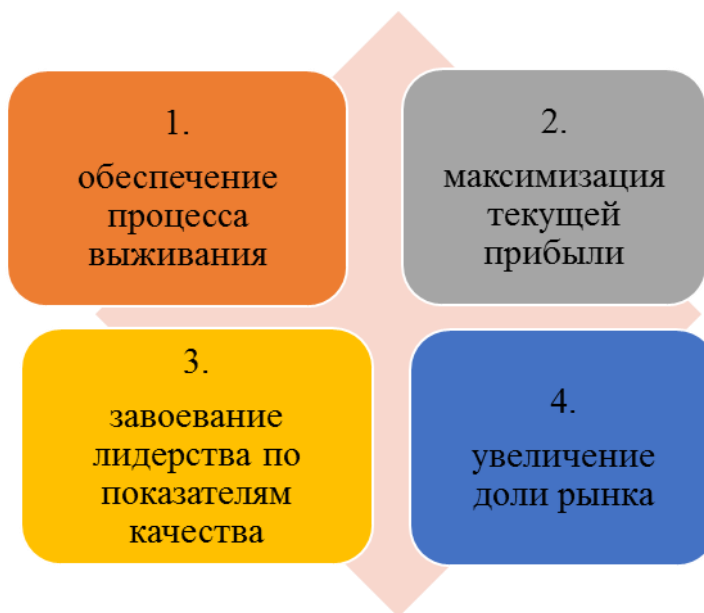 1.
обеспечение
процесса
выживания
2.
максимизация
текущей
прибыли
3.
завоевание
лидерства по
показателям
качества
4.
увеличение
доли рынка